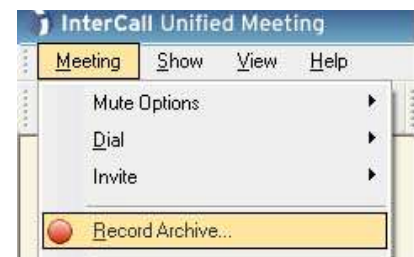 InterCall Unified Meeting
Meeting Show View Help
Mute Options
Dial
Invite
Record Archive...